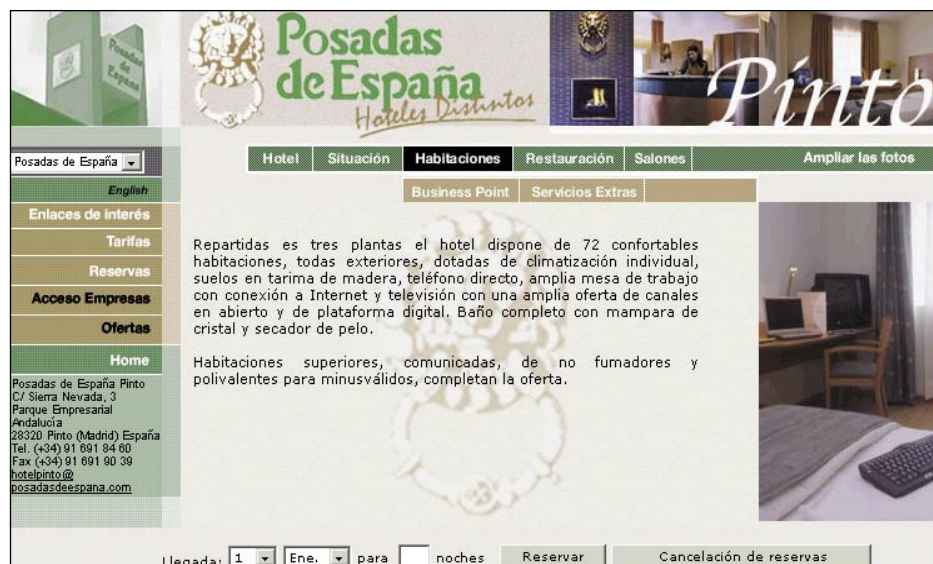 Posadas
de España
Posadas
de España
Hoteles Distintos
Pinto
Posadas de España
Hotel Situación Habitaciones Restauración Salones Ampliar las fotos
English
Business Point Servicios Extras
Enlaces de interés
Tarifas
Reservas
Acceso Empresas
Ofertas
Home
Posadas de España Pinto
C/ Sierra Nevada, 3
Parque Empresarial
Andalucía
28320 Pinto (Madrid) España
Tel. (+34) 91 691 84 60
Fax (+34) 91 691 90 39
hotelpinto@
posadasdeespana.com
Repartidas es tres plantas el hotel dispone de 72 confortables
habitaciones, todas exteriores, dotadas de climatización individual,
suelos en tarima de madera, teléfono directo, amplia mesa de trabajo
con conexión a Internet y televisión con una amplia oferta de canales
en abierto y de plataforma digital. Baño completo con mampara de
cristal y secador de pelo.
Habitaciones superiores, comunicadas, de no fumadores y
polivalentes para minusválidos, completan la oferta.
Llegada: 1 Ene. para noches Reservar Cancelación de reservas